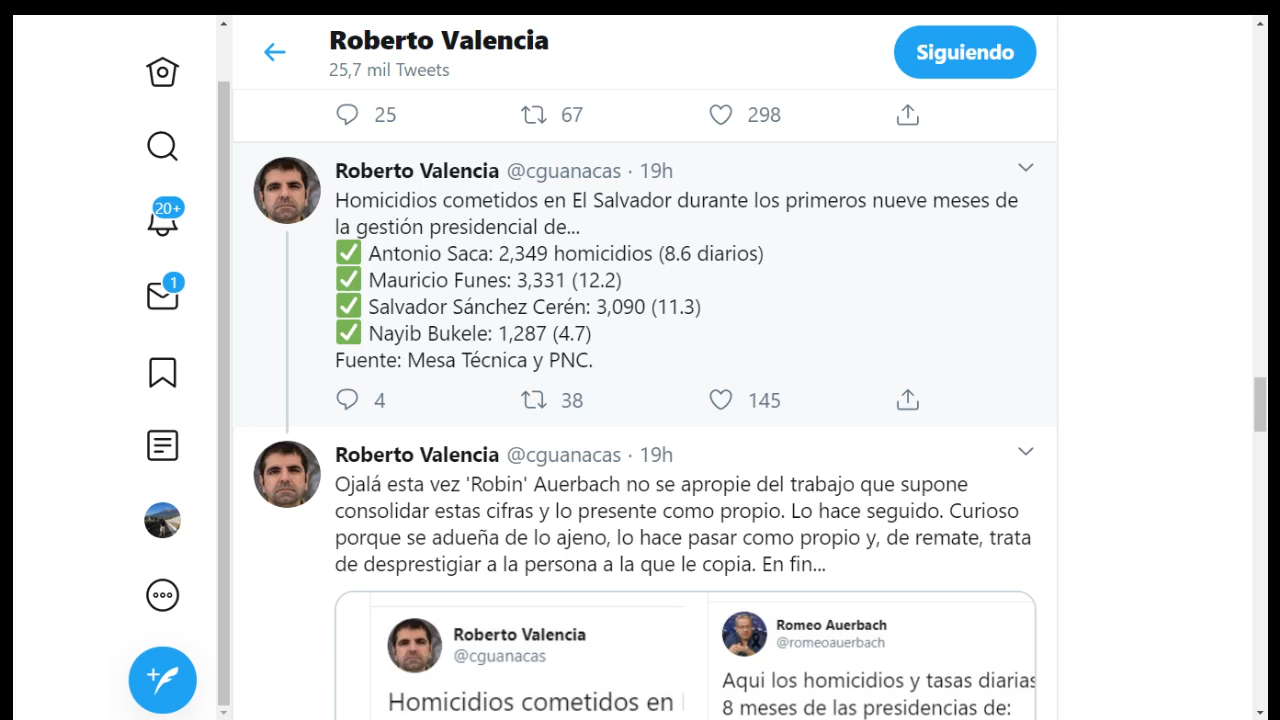 Roberto Valencia
25,7 mil Tweets
Siguiendo
25 67 298
20+
1
Roberto Valencia @cguanacas · 19h
Homicidios cometidos en El Salvador durante los primeros nueve meses de
la gestión presidencial de...
✅ Antonio Saca: 2,349 homicidios (8.6 diarios)
✅ Mauricio Funes: 3,331 (12.2)
✅ Salvador Sánchez Cerén: 3,090 (11.3)
✅ Nayib Bukele: 1,287 (4.7)
Fuente: Mesa Técnica y PNC.
4 38 145
Roberto Valencia @cguanacas · 19h
Ojalá esta vez 'Robin' Auerbach no se apropie del trabajo que supone
consolidar estas cifras y lo presente como propio. Lo hace seguido. Curioso
porque se adueña de lo ajeno, lo hace pasar como propio y, de remate, trata
de desprestigiar a la persona a la que le copia. En fin...
Roberto Valencia
@cguanacas
Homicidios cometidos en
Romeo Auerbach
@romeoauerbach
Aqui los homicidios y tasas diarias
8 meses de las presidencias de: